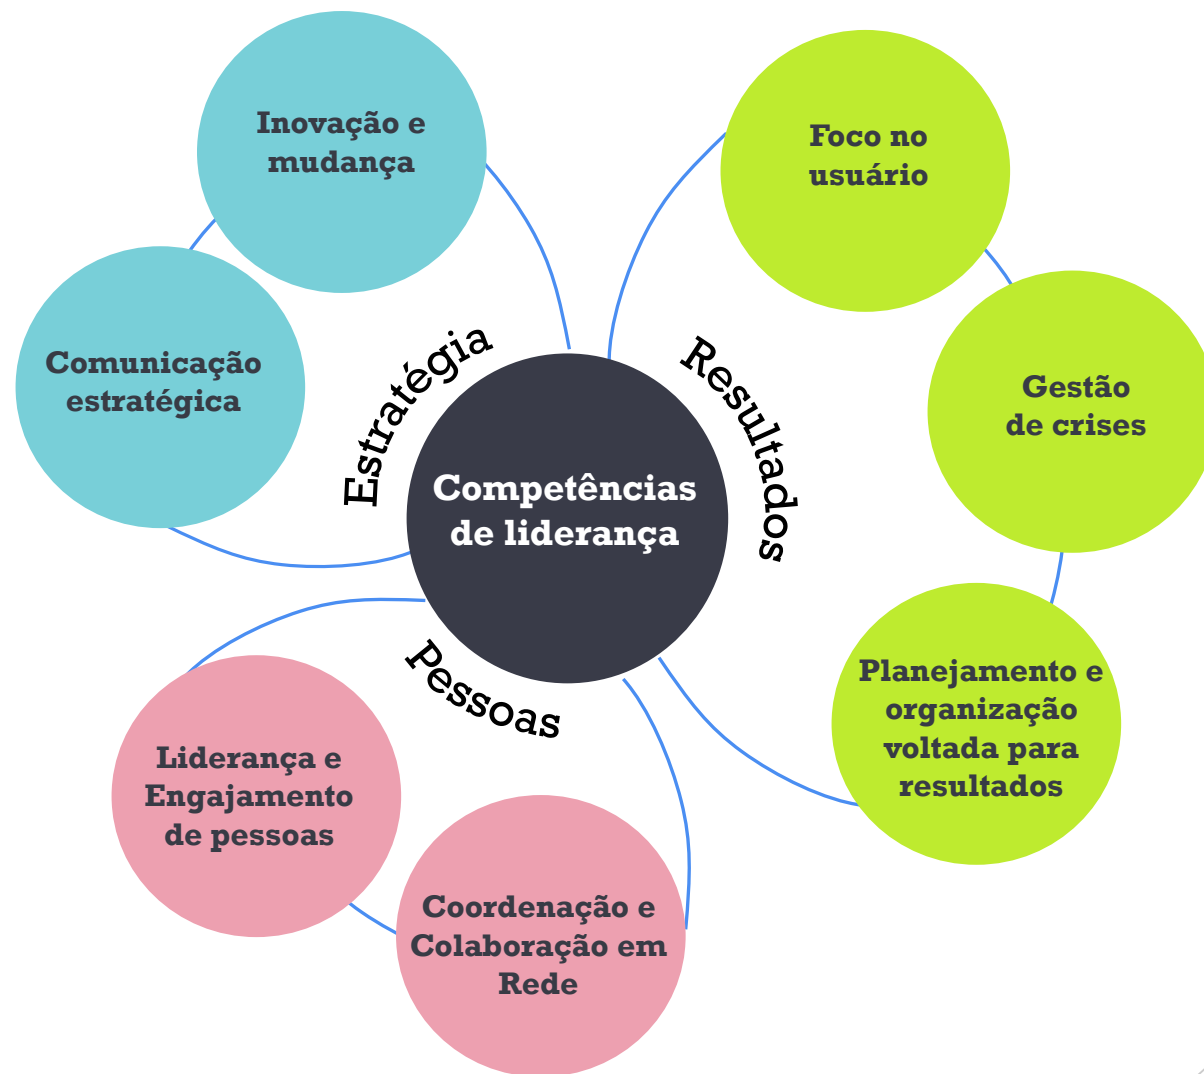 Inovação e
mudança
Comunicação
estratégica
Estratégia
Foco no
usuário
Gestão
de crises
Planejamento e
organização
voltada para
resultados
Resultados
Competências
de liderança
Pessoas
Liderança e
Engajamento
de pessoas
Coordenação e
Colaboração em
Rede